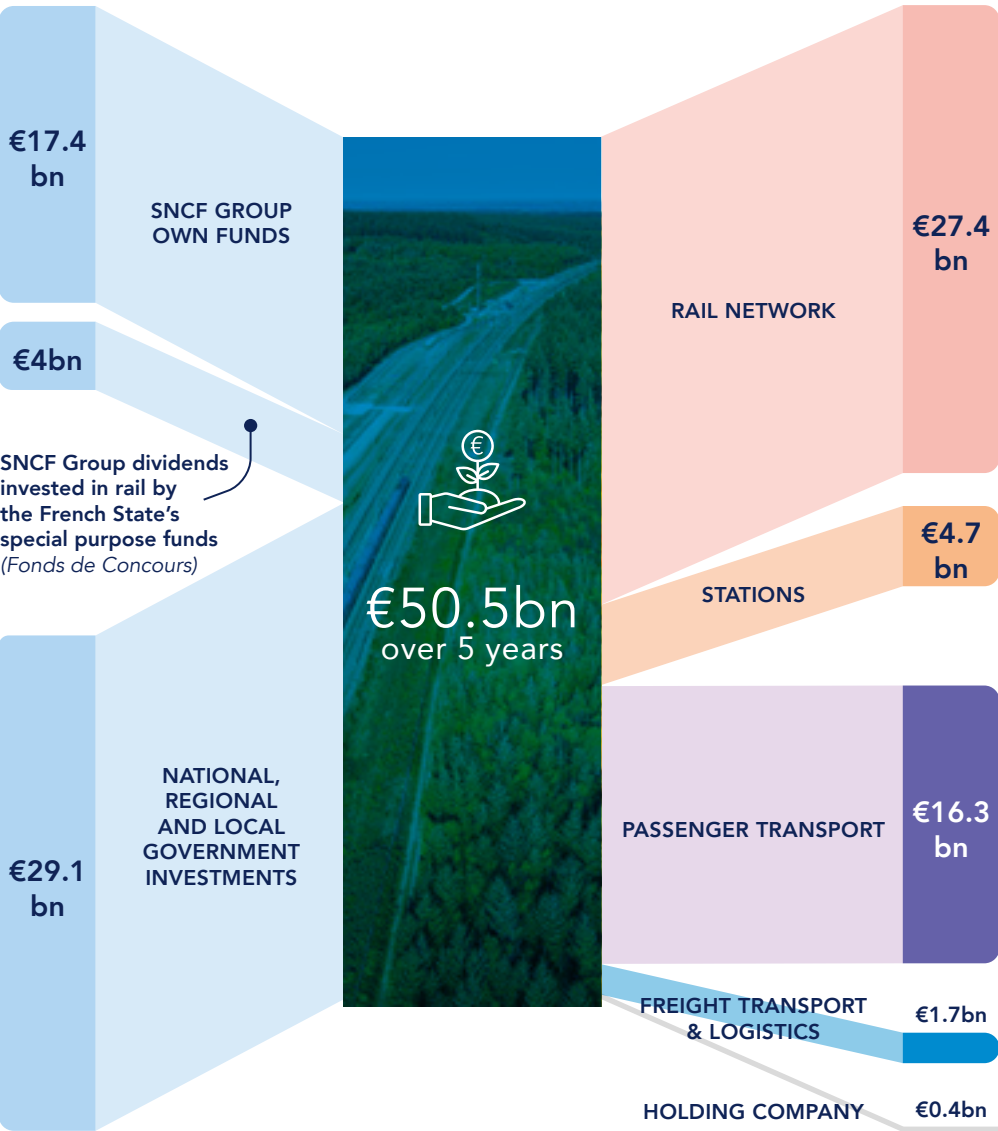 €17.4
bn
SNCF GROUP
OWN FUNDS
€4bn
SNCF Group dividends
invested in rail by
the French State’s
special purpose funds
(Fonds de Concours)
€29.1
bn
NATIONAL,
REGIONAL
AND LOCAL
GOVERNMENT
INVESTMENTS
€
€50.5bn
over 5 years
RAIL NETWORK
€27.4
bn
STATIONS
€4.7
bn
PASSENGER TRANSPORT
€16.3
bn
FREIGHT TRANSPORT
& LOGISTICS
€1.7bn
HOLDING COMPANY
€0.4bn